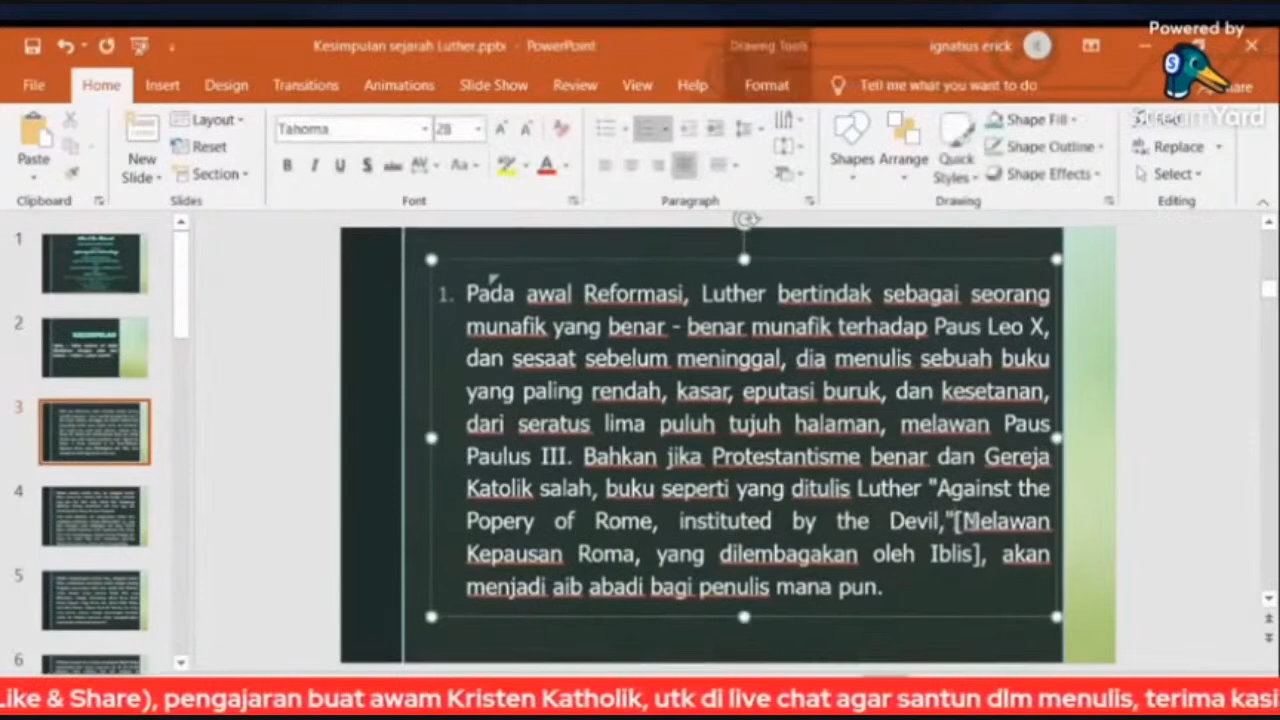 Powered by
StreamYard
Kesimpulan sejarah Luther.pptx - PowerPoint
Drawing Tools
ignatius erick
File Home Insert Design Transitions Animations Slide Show Review View Help Format Tell me what you want to do
Paste
Clipboard
New Slide
Layout
Reset
Section
Slides
Tahoma 28
Font
Paragraph
Shapes
Arrange
Quick Styles
Shape Fill
Shape Outline
Shape Effects
Drawing
Replace
Select
Editing
1
2
3
4
5
6
1. Pada awal Reformasi, Luther bertindak sebagai seorang
munafik yang benar - benar munafik terhadap Paus Leo X,
dan sesaat sebelum meninggal, dia menulis sebuah buku
yang paling rendah, kasar, eputasi buruk, dan kesetanan,
dari seratus lima puluh tujuh halaman, melawan Paus
Paulus III. Bahkan jika Protestantisme benar dan Gereja
Katolik salah, buku seperti yang ditulis Luther "Against the
Popery of Rome, instituted by the Devil,"[Melawan
Kepausan Roma, yang dilembagakan oleh Iblis], akan
menjadi aib abadi bagi penulis mana pun.
Like & Share), pengajaran buat awam Kristen Katholik, utk di live chat agar santun dlm menulis, terima kasi